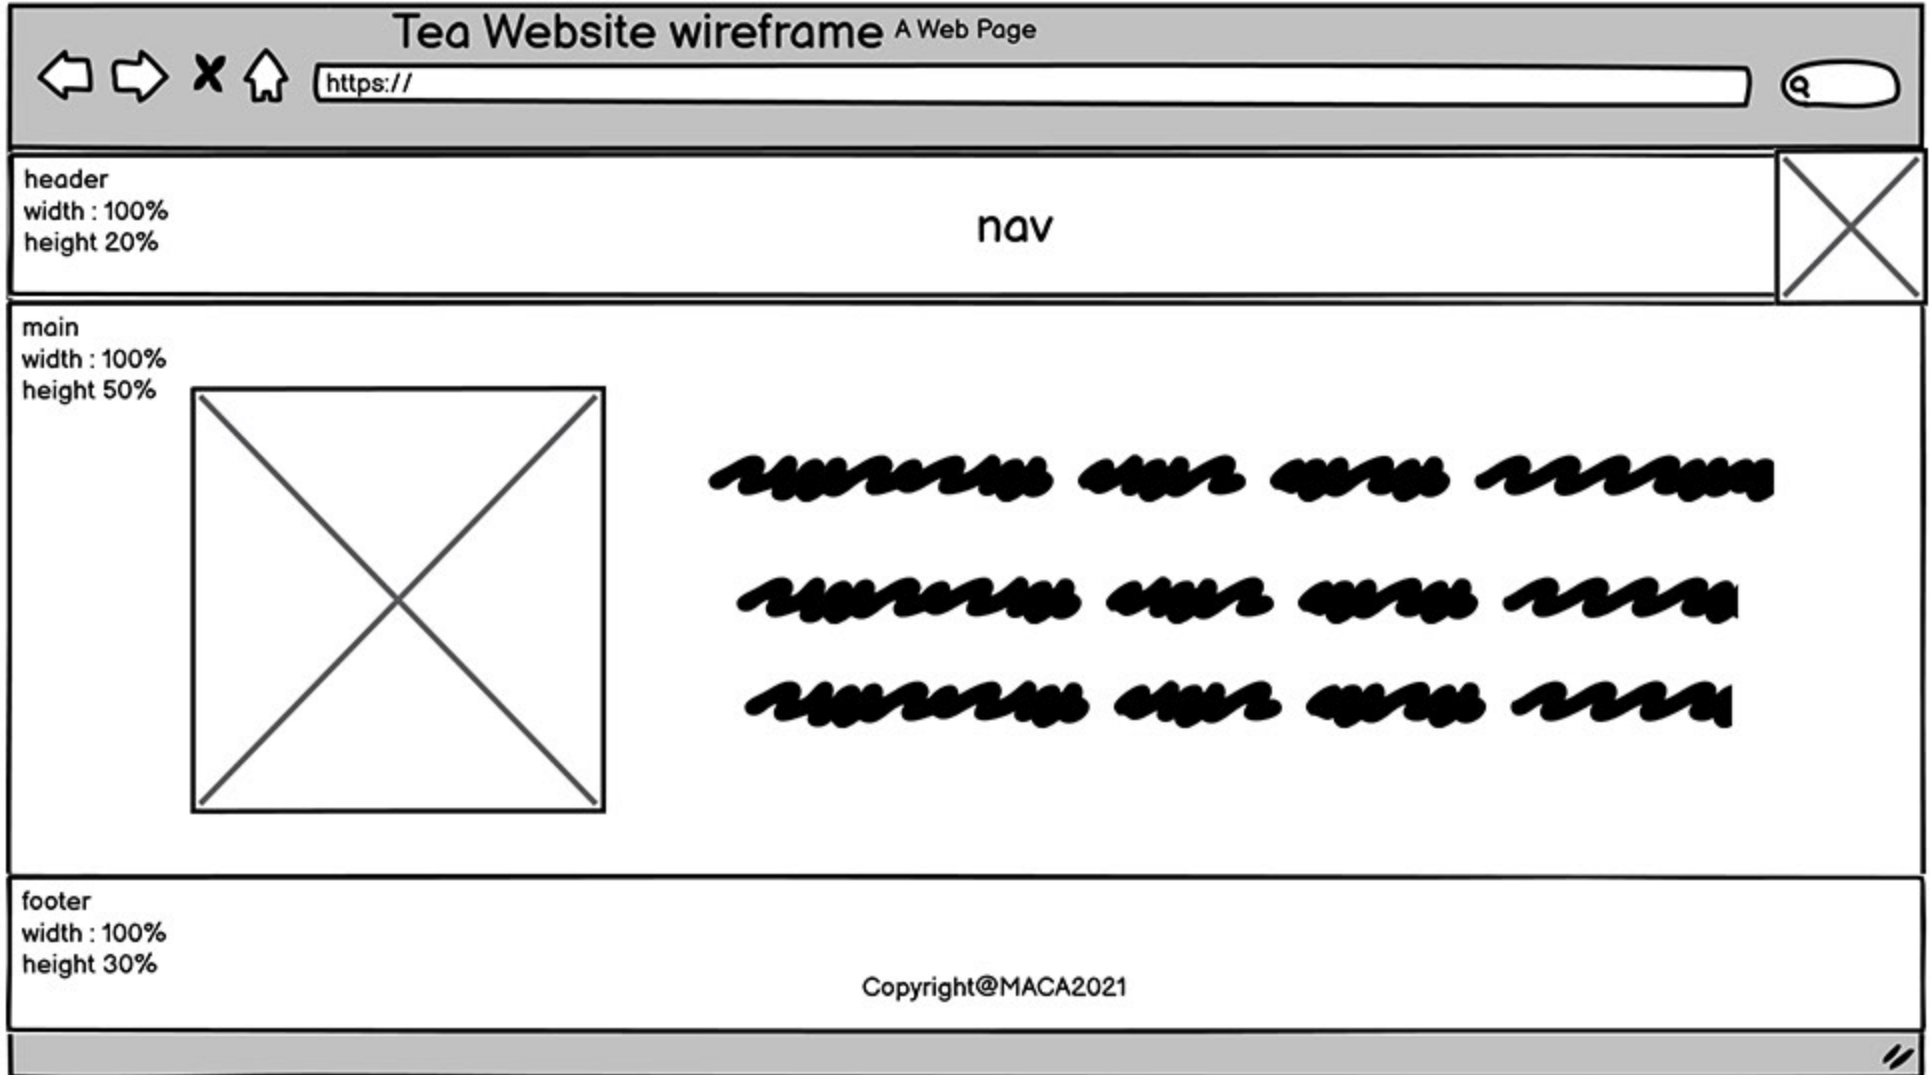 Tea Website wireframe A Web Page
https://
header
width : 100%
height 20%
nav
main
width : 100%
height 50%
footer
width : 100%
height 30%
Copyright@MACA2021